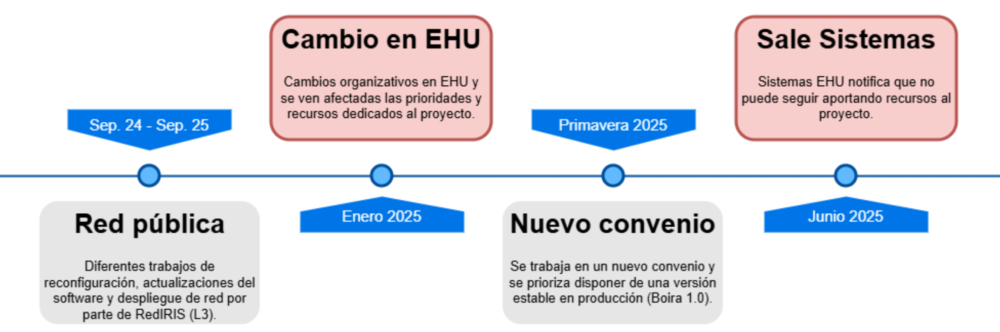 Sep. 24 - Sep. 25
Red pública
Diferentes trabajos de
reconfiguración, actualizaciones del
software y despliegue de red por
parte de RedIRIS (L3).
Cambio en EHU
Cambios organizativos en EHU y
se ven afectadas las prioridades y
recursos dedicados al proyecto.
Enero 2025
Primavera 2025
Nuevo convenio
Se trabaja en un nuevo convenio y
se prioriza disponer de una versión
estable en producción (Boira 1.0).
Sale Sistemas
Sistemas EHU notifica que no
puede seguir aportando recursos al
proyecto.
Junio 2025